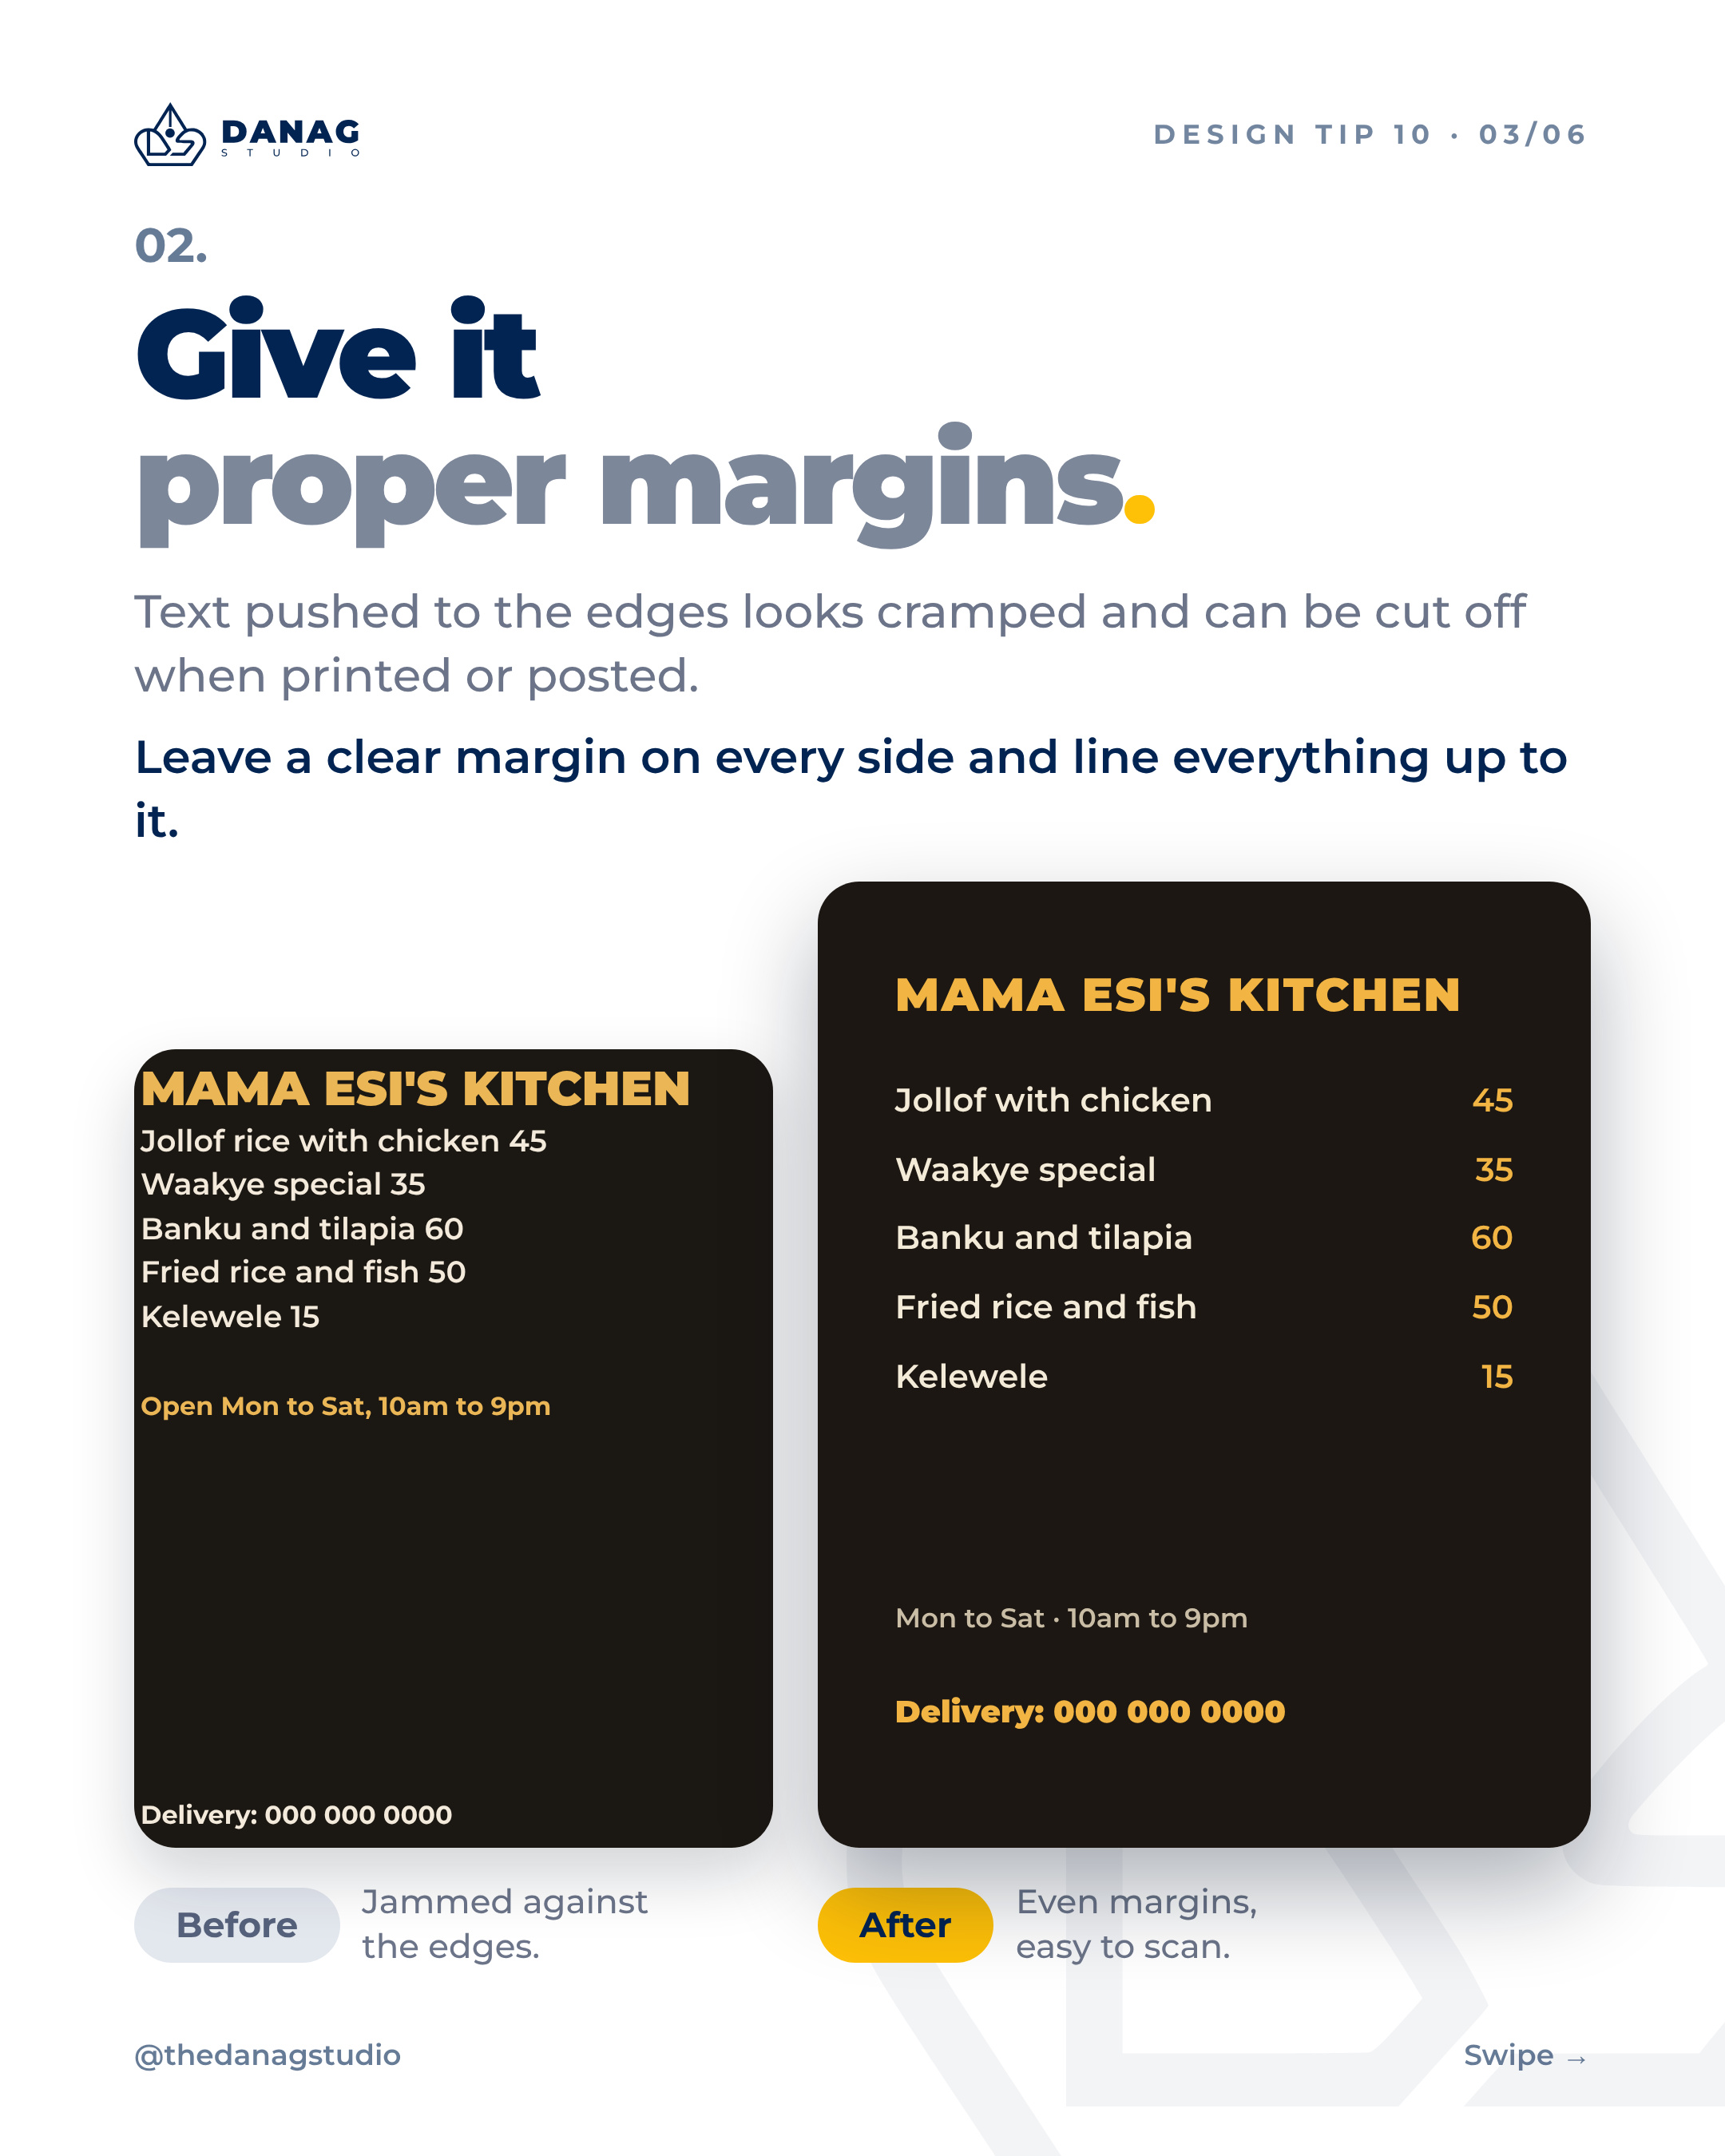 DANAG
STUDIO
DESIGN TIP 10 · 03/06
02.
Give it
proper margins.
Text pushed to the edges looks cramped and can be cut off
when printed or posted.
Leave a clear margin on every side and line everything up to
it.
MAMA ESI'S KITCHEN
Jollof rice with chicken 45
Waakye special 35
Banku and tilapia 60
Fried rice and fish 50
Kelewele 15
Open Mon to Sat, 10am to 9pm
Delivery: 000 000 0000
MAMA ESI'S KITCHEN
Jollof with chicken 45
Waakye special 35
Banku and tilapia 60
Fried rice and fish 50
Kelewele 15
Mon to Sat · 10am to 9pm
Delivery: 000 000 0000
Before
Jammed against
the edges.
After
Even margins,
easy to scan.
@thedanagstudio
Swipe →